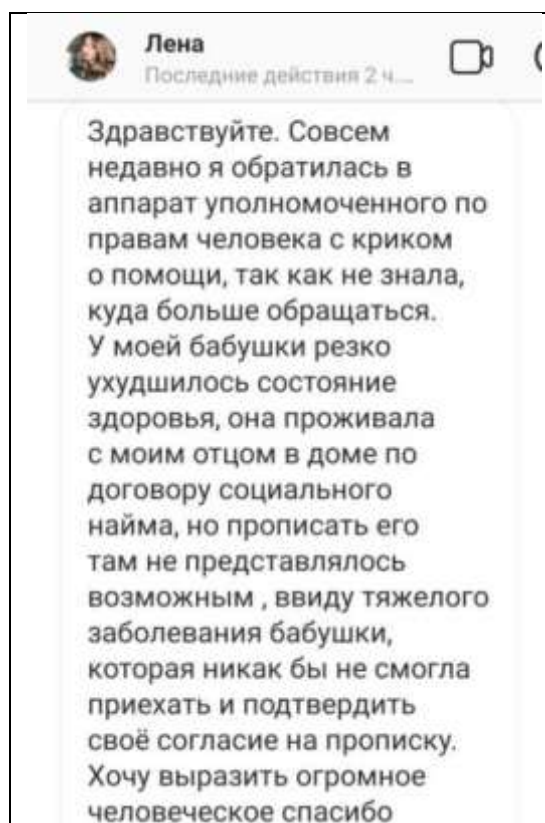 Лена
Последние действия 2 ч....
Здравствуйте. Совсем
недавно я обратилась в
аппарат уполномоченного по
правам человека с криком
о помощи, так как не знала,
куда больше обращаться.
У моей бабушки резко
ухудшилось состояние
здоровья, она проживала
с моим отцом в доме по
договору социального
найма, но прописать его
там не представлялось
возможным , ввиду тяжелого
заболевания бабушки,
которая никак бы не смогла
приехать и подтвердить
своё согласие на прописку.
Хочу выразить огромное
человеческое спасибо